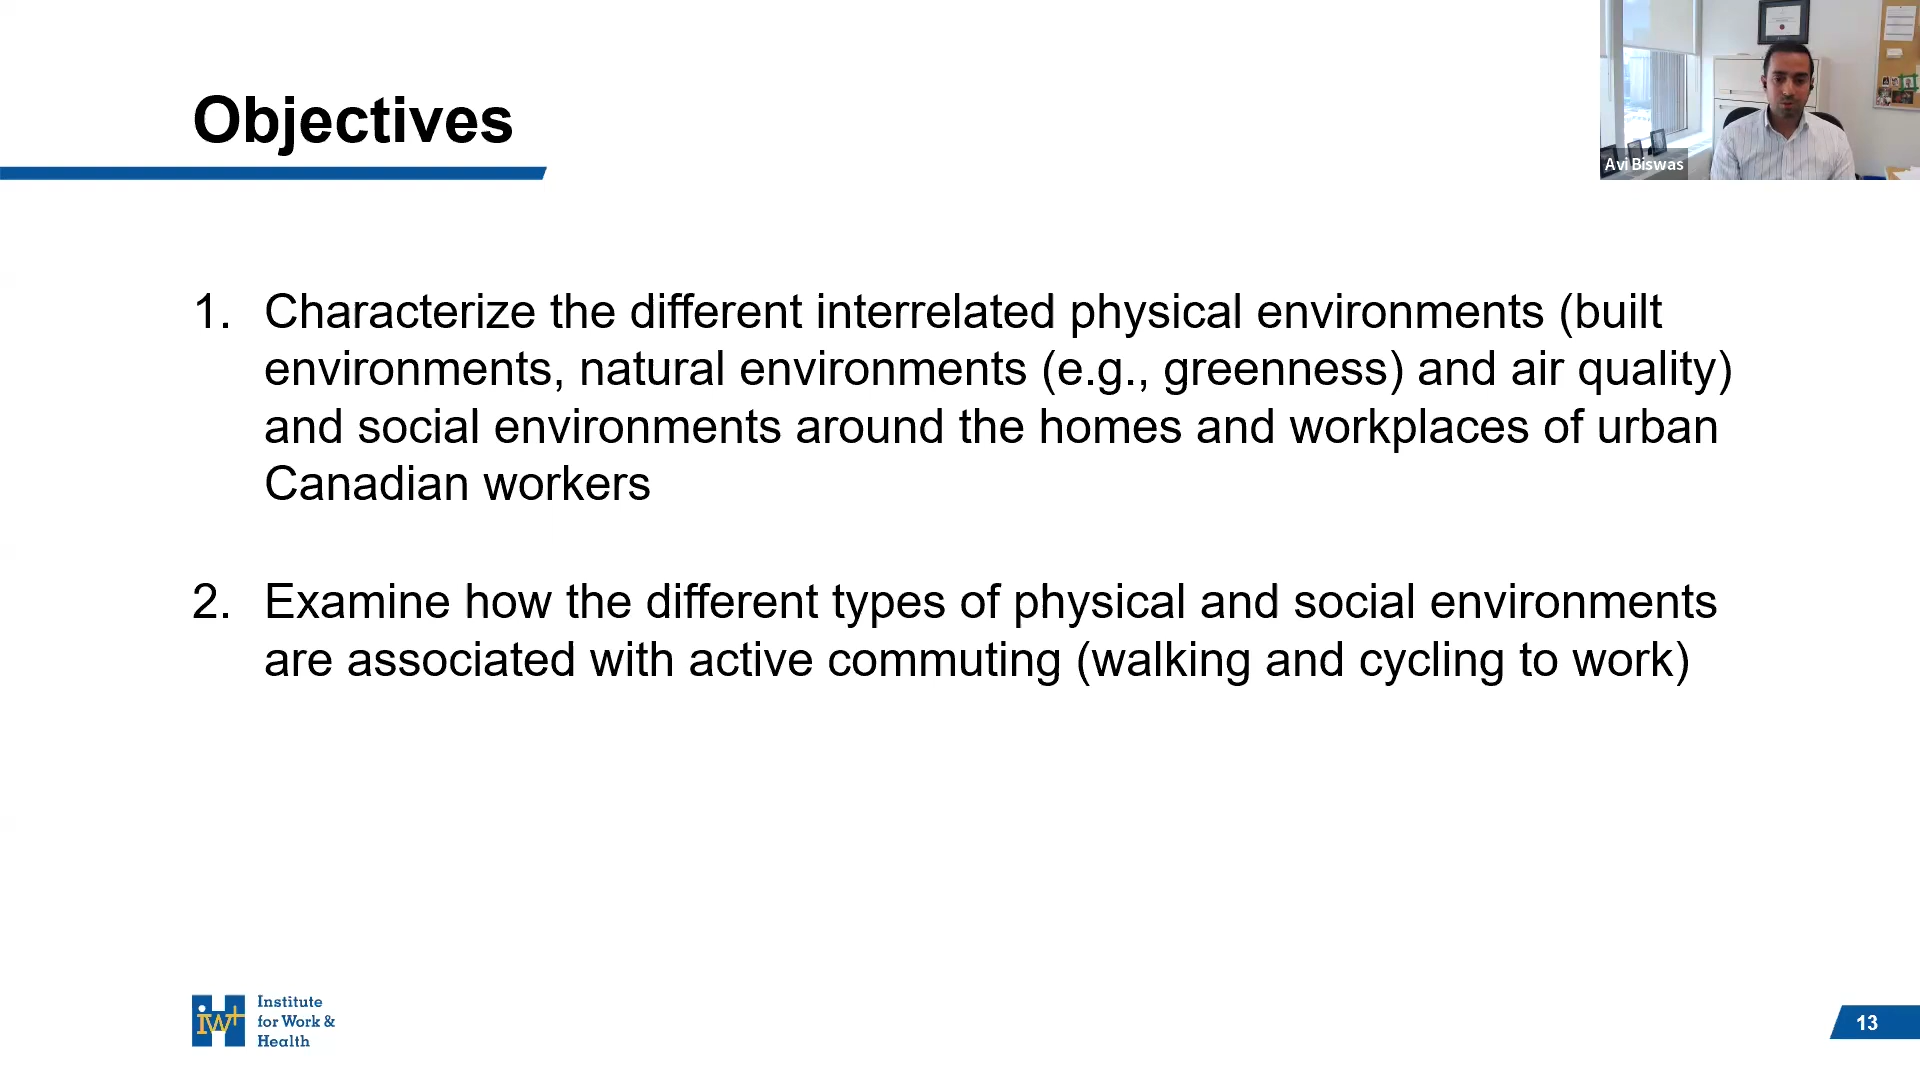 Objectives
Avi Biswas
1. Characterize the different interrelated physical environments (built
environments, natural environments (e.g., greenness) and air quality)
and social environments around the homes and workplaces of urban
Canadian workers
2. Examine how the different types of physical and social environments
are associated with active commuting (walking and cycling to work)
iwH
Institute
for Work &
Health
13